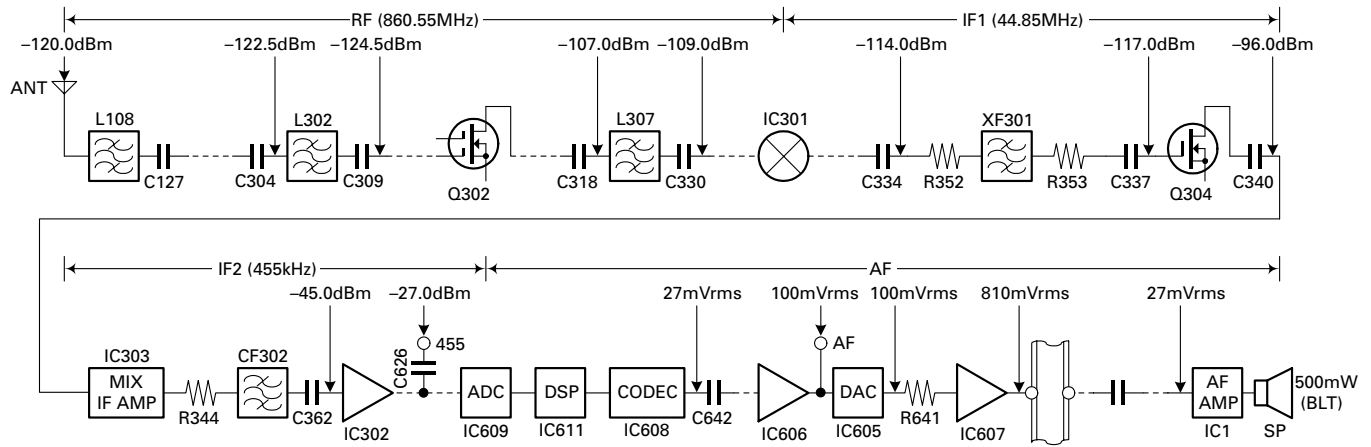 RF (860.55MHz) IF1 (44.85MHz)
–120.0dBm –122.5dBm –124.5dBm –107.0dBm –109.0dBm –114.0dBm –117.0dBm –96.0dBm
ANT
L108 L302 L307 IC301 XF301
C127 C304 C309 Q302 C318 C330 C334 R352 R353 C337 Q304 C340
IF2 (455kHz) AF
–45.0dBm –27.0dBm 27mVrms 100mVrms 100mVrms 810mVrms 27mVrms
455 AF
IC303 CF302 C626
MIX
IF AMP
ADC DSP CODEC DAC
AF
AMP
500mW
(BLT)
R344 C362 IC302 IC609 IC611 IC608 C642 IC606 IC605 R641 IC607 IC1 SP